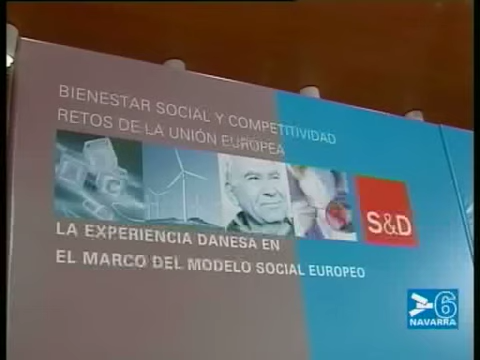 BIENESTAR SOCIAL Y COMPETITIVIDAD
RETOS DE LA UNIÓN EUROPEA
S&D
LA EXPERIENCIA DANESA EN
EL MARCO DEL MODELO SOCIAL EUROPEO
6
NAVARRA